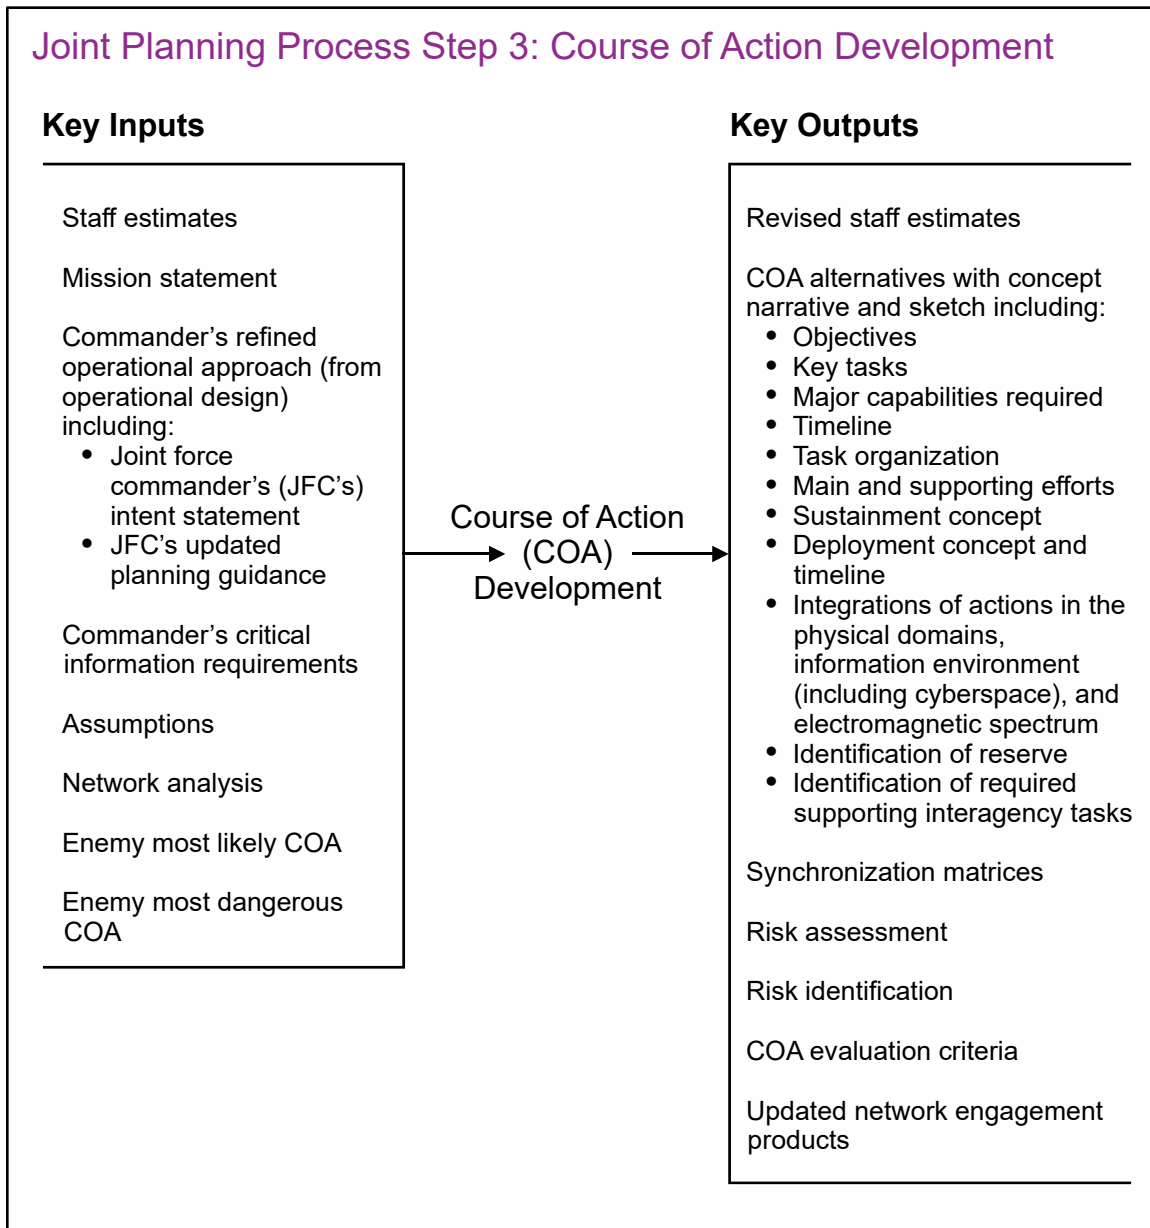 Joint Planning Process Step 3: Course of Action Development
Key Inputs
Staff estimates
Mission statement
Commander’s refined
operational approach (from
operational design)
including:
• Joint force
commander’s (JFC’s)
intent statement
• JFC’s updated
planning guidance
Commander’s critical
information requirements
Assumptions
Network analysis
Enemy most likely COA
Enemy most dangerous
COA
Course of Action
(COA)
Development
Key Outputs
Revised staff estimates
COA alternatives with concept
narrative and sketch including:
• Objectives
• Key tasks
• Major capabilities required
• Timeline
• Task organization
• Main and supporting efforts
• Sustainment concept
• Deployment concept and
timeline
• Integrations of actions in the
physical domains,
information environment
(including cyberspace), and
electromagnetic spectrum
• Identification of reserve
• Identification of required
supporting interagency tasks
Synchronization matrices
Risk assessment
Risk identification
COA evaluation criteria
Updated network engagement
products